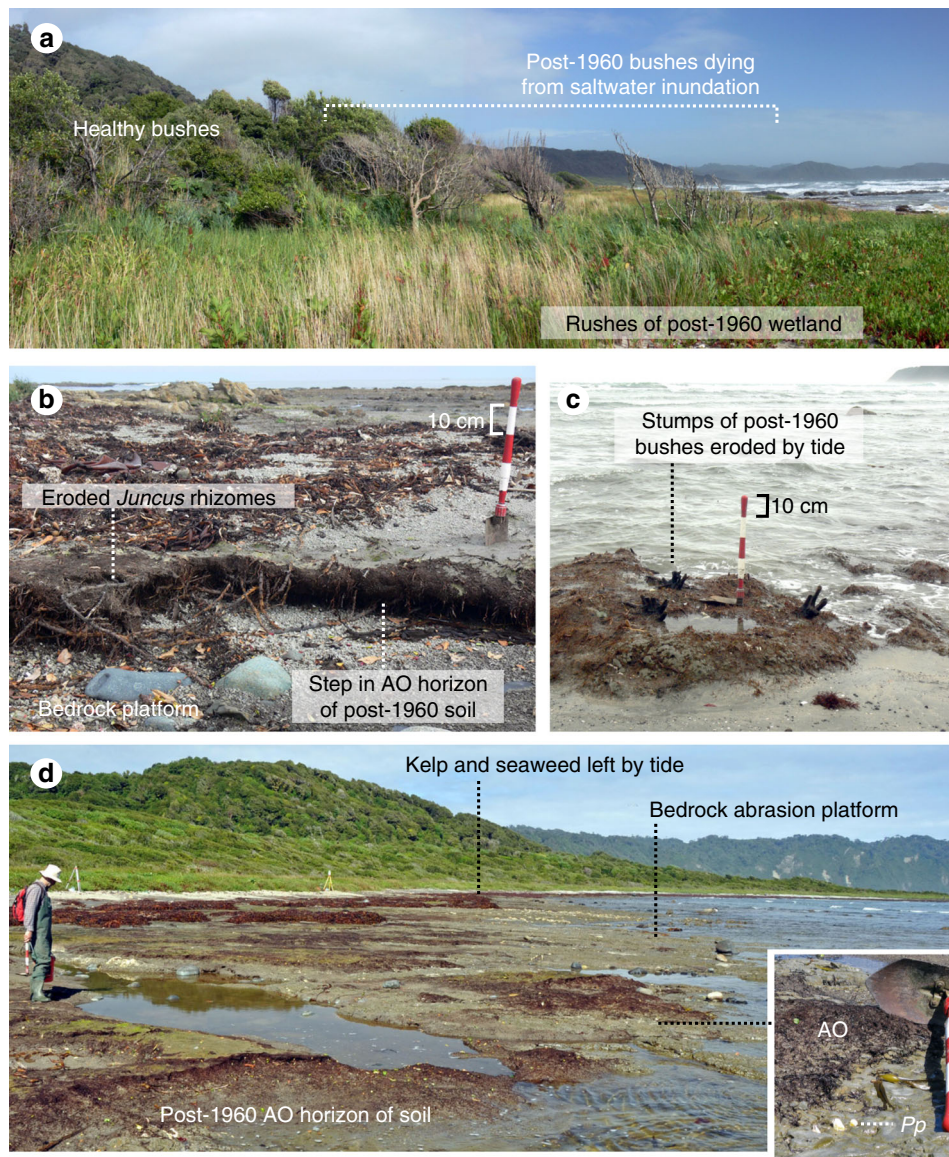 a
Post-1960 bushes dying
from saltwater inundation
Healthy bushes
Rushes of post-1960 wetland
b
10 cm
Eroded Juncus rhizomes
Step in AO horizon
of post-1960 soil
Bedrock platform
c
Stumps of post-1960
bushes eroded by tide
10 cm
d
Kelp and seaweed left by tide
Bedrock abrasion platform
Post-1960 AO horizon of soil
AO
Pp